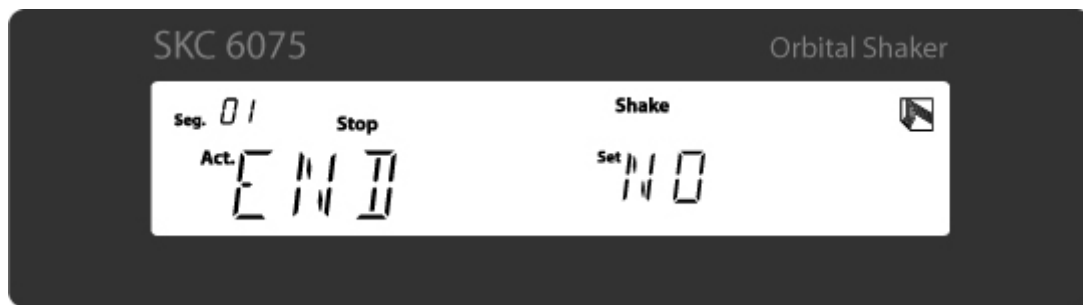 SKC 6075 Orbital Shaker
Seg. 01 Stop Shake
Act. END Set NO